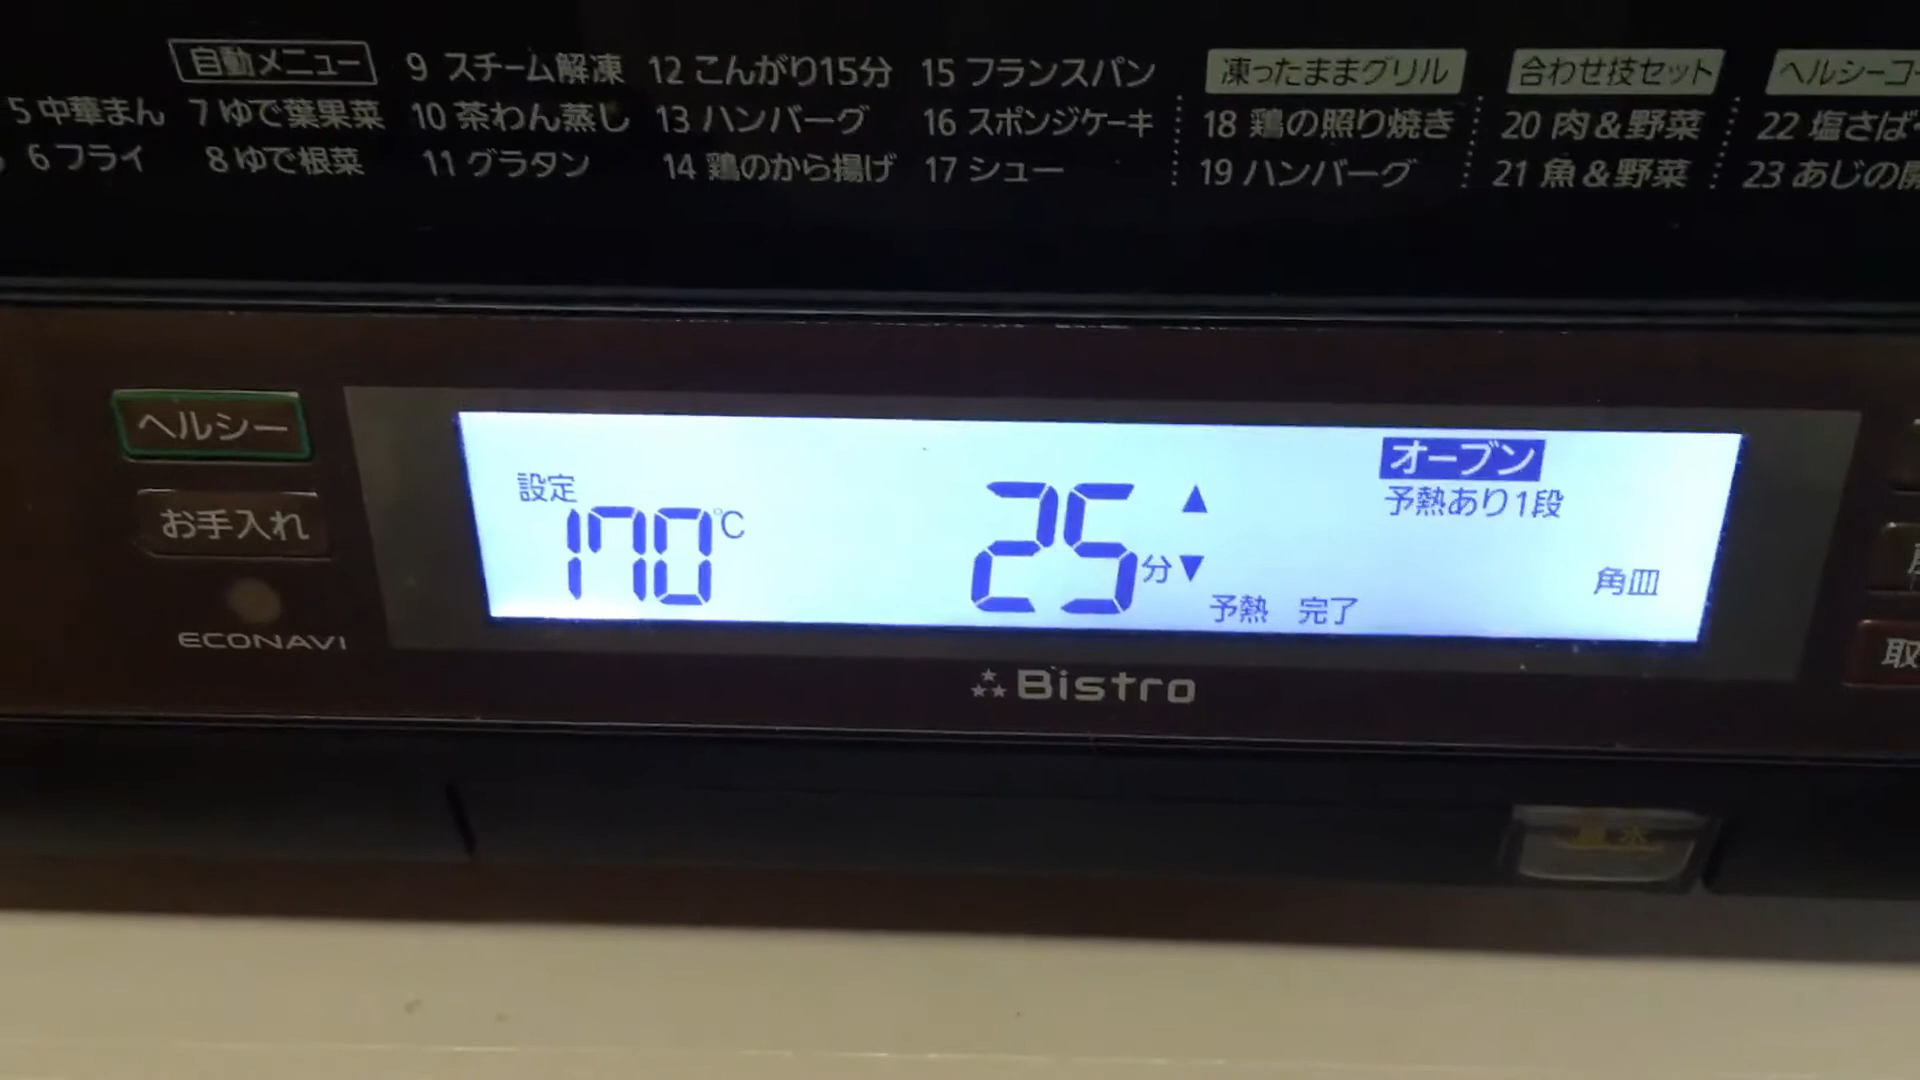 自動メニュー 9 スチーム解凍 12 こんがり15分 15 フランスパン 凍ったままグリル 合わせ技セット ヘルシーコ
5 中華まん 7 ゆで葉果菜 10 茶わん蒸し 13 ハンバーグ 16 スポンジケーキ 18 鶏の照り焼き 20 肉&野菜 22 塩さば
6 フライ 8 ゆで根菜 11 グラタン 14 鶏のから揚げ 17 シュー 19 ハンバーグ 21 魚&野菜 23 あじの開
ヘルシー
お手入れ
ECONAVI
オーブン
設定
予熱あり1段
170℃
25分
▲
▼
角皿
予熱 完了
取
Bistro